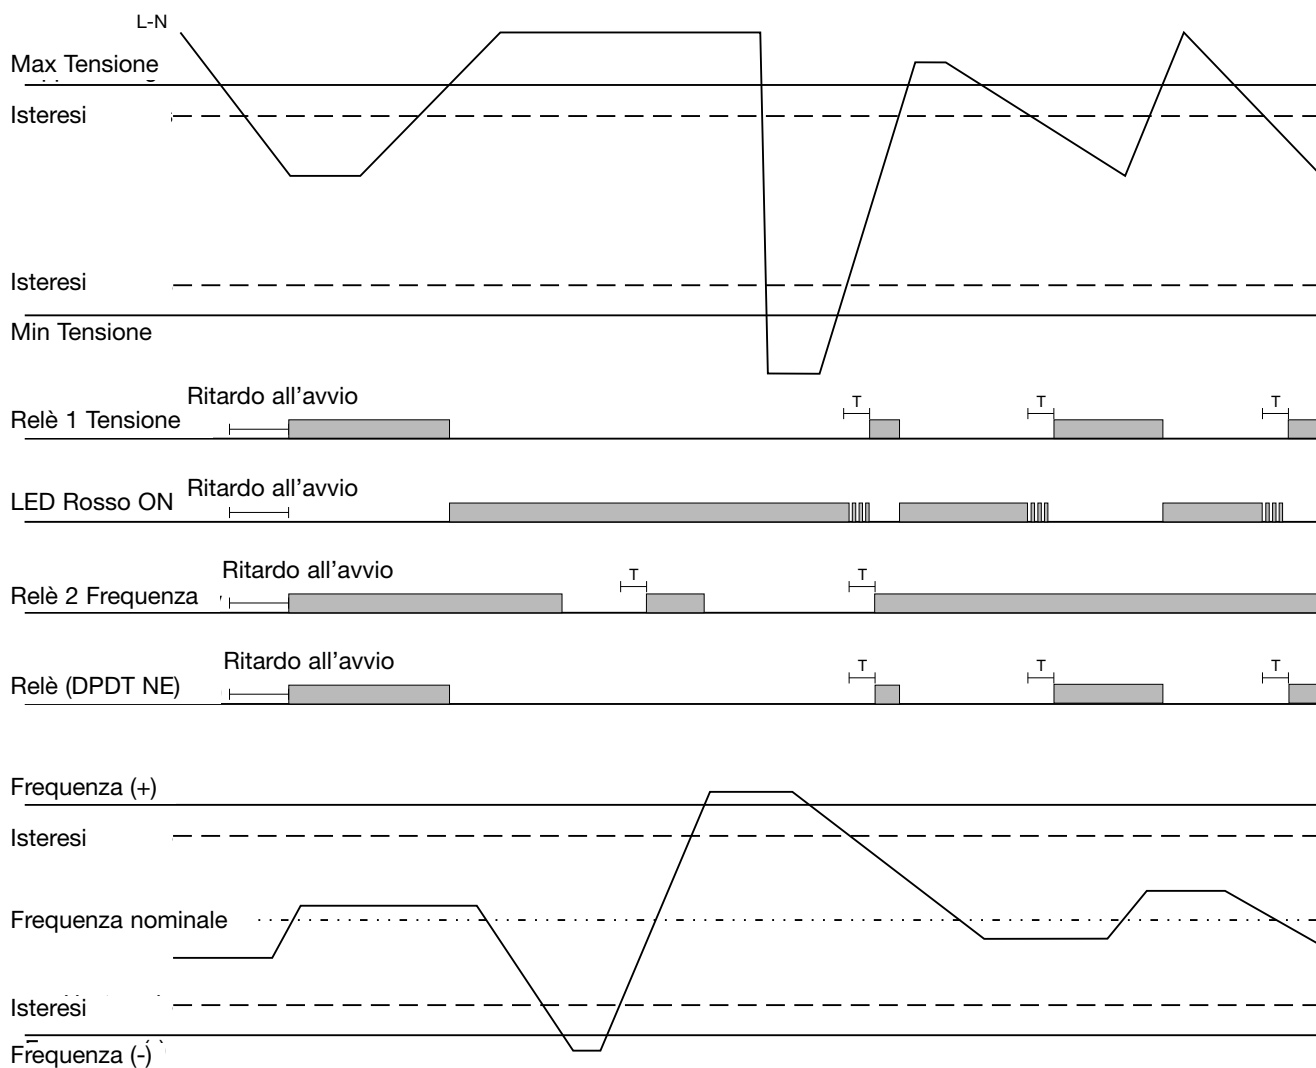 L-N
Max Tensione
Isteresi
Isteresi
Min Tensione
Ritardo all'avvio
T
T
T
Relè 1 Tensione
Ritardo all'avvio
LED Rosso ON
Ritardo all'avvio
T
T
Relè 2 Frequenza
Ritardo all'avvio
T
T
T
Relè (DPDT NE)
Frequenza (+)
Isteresi
Frequenza nominale
Isteresi
Frequenza (-)